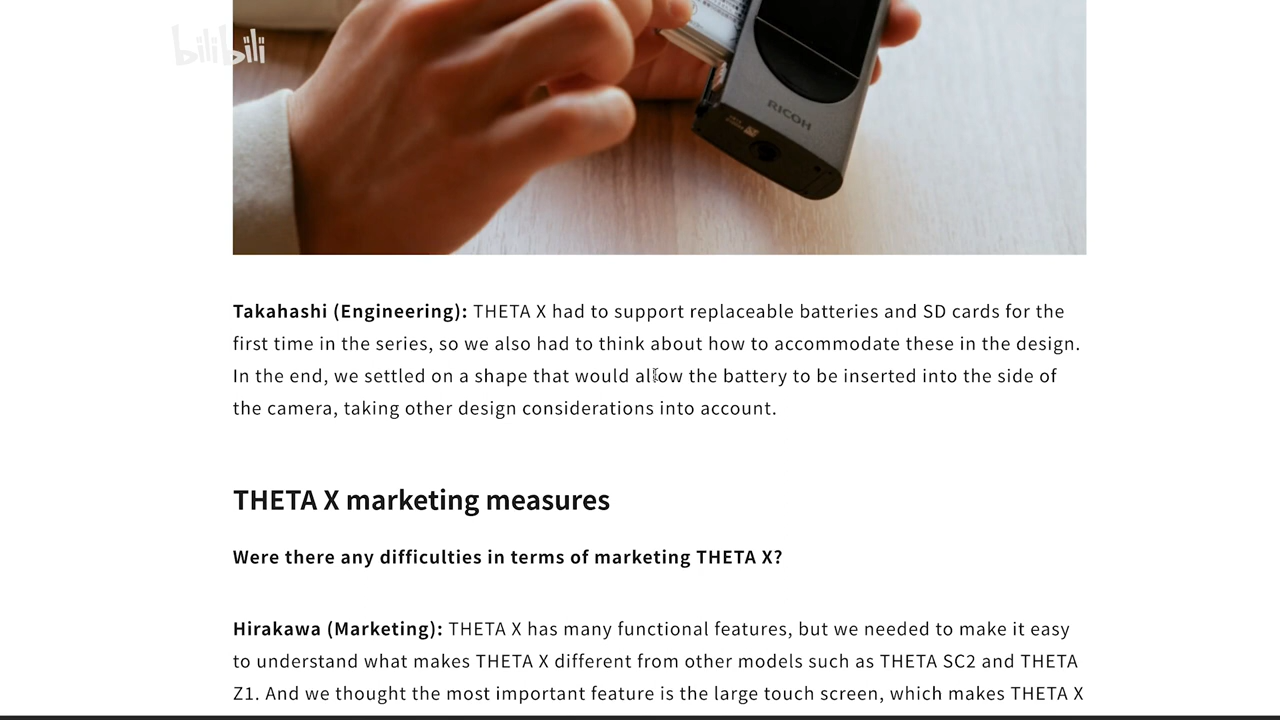 bilibili
RICOH
Takahashi (Engineering): THETA X had to support replaceable batteries and SD cards for the
first time in the series, so we also had to think about how to accommodate these in the design.
In the end, we settled on a shape that would allow the battery to be inserted into the side of
the camera, taking other design considerations into account.
THETA X marketing measures
Were there any difficulties in terms of marketing THETA X?
Hirakawa (Marketing): THETA X has many functional features, but we needed to make it easy
to understand what makes THETA X different from other models such as THETA SC2 and THETA
Z1. And we thought the most important feature is the large touch screen, which makes THETA X